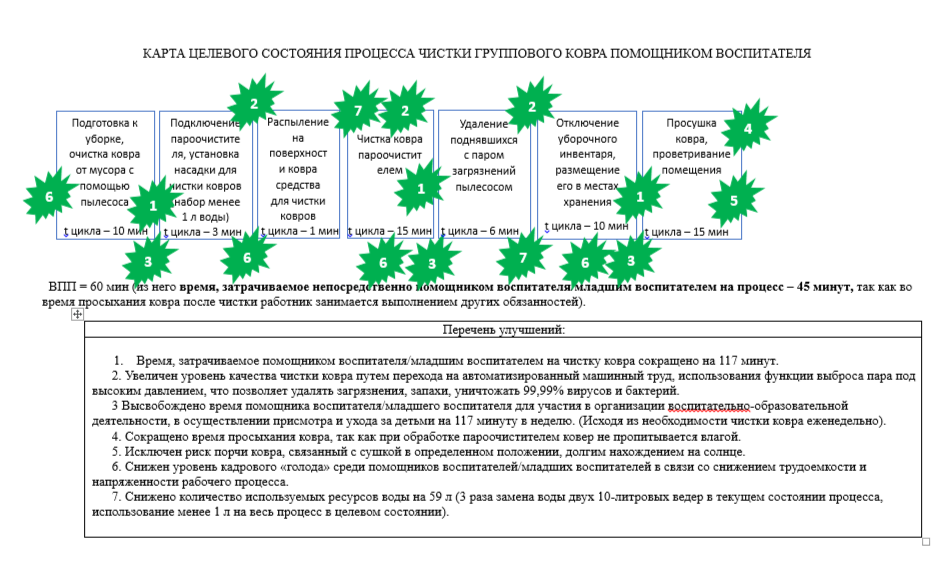 КАРТА ЦЕЛЕВОГО СОСТОЯНИЯ ПРОЦЕССА ЧИСТКИ ГРУППОВОГО КОВРА ПОМОЩНИКОМ ВОСПИТАТЕЛЯ
Подготовка к
уборке,
очистка ковра
от мусора с
помощью
пылесоса
t цикла – 10 мин
6
Подключение
пароочистите
ля, установка
насадки для
чистки ковров
(набор менее
1 л воды)
t цикла – 3 мин
2
1
3
Распыление
на
поверхност
и ковра
средства
для чистки
ковров
t цикла – 1 мин
6
7
2
Чистка ковра
пароочистит
елем
1
t цикла – 15 мин
6
3
Удаление
поднявшихся
с паром
загрязнений
пылесосом
t цикла – 6 мин
2
7
Отключение
уборочного
инвентаря,
размещение
его в местах
хранения
t цикла – 10 мин
1
6
3
Просушка
ковра,
проветривание
помещения
t цикла – 15 мин
4
5
ВПП = 60 мин (из него время, затрачиваемое непосредственно помощником воспитателя/младшим воспитателем на процесс – 45 минут, так как во
время просыхания ковра после чистки работник занимается выполнением других обязанностей).
Перечень улучшений:
1. Время, затрачиваемое помощником воспитателя/младшим воспитателем на чистку ковра сокращено на 117 минут.
2. Увеличен уровень качества чистки ковра путем перехода на автоматизированный машинный труд, использования функции выброса пара под
высоким давлением, что позволяет удалять загрязнения, запахи, уничтожать 99,99% вирусов и бактерий.
3 Высвобождено время помощника воспитателя/младшего воспитателя для участия в организации воспитательно-образовательной
деятельности, в осуществлении присмотра и ухода за детьми на 117 минуту в неделю. (Исходя из необходимости чистки ковра еженедельно).
4. Сокращено время просыхания ковра, так как при обработке пароочистителем ковер не пропитывается влагой.
5. Исключен риск порчи ковра, связанный с сушкой в определенном положении, долгим нахождением на солнце.
6. Снижен уровень кадрового «голода» среди помощников воспитателей/младших воспитателей в связи со снижением трудоемкости и
напряженности рабочего процесса.
7. Снижено количество используемых ресурсов воды на 59 л (3 раза замена воды двух 10-литровых ведер в текущем состоянии процесса,
использование менее 1 л на весь процесс в целевом состоянии).